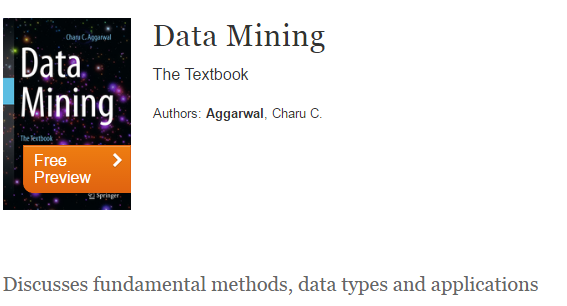 Charu C. Aggarwal
Data
Mining
The Textbook
Free
Preview
Springer
Data Mining
The Textbook
Authors: Aggarwal, Charu C.
Discusses fundamental methods, data types and applications